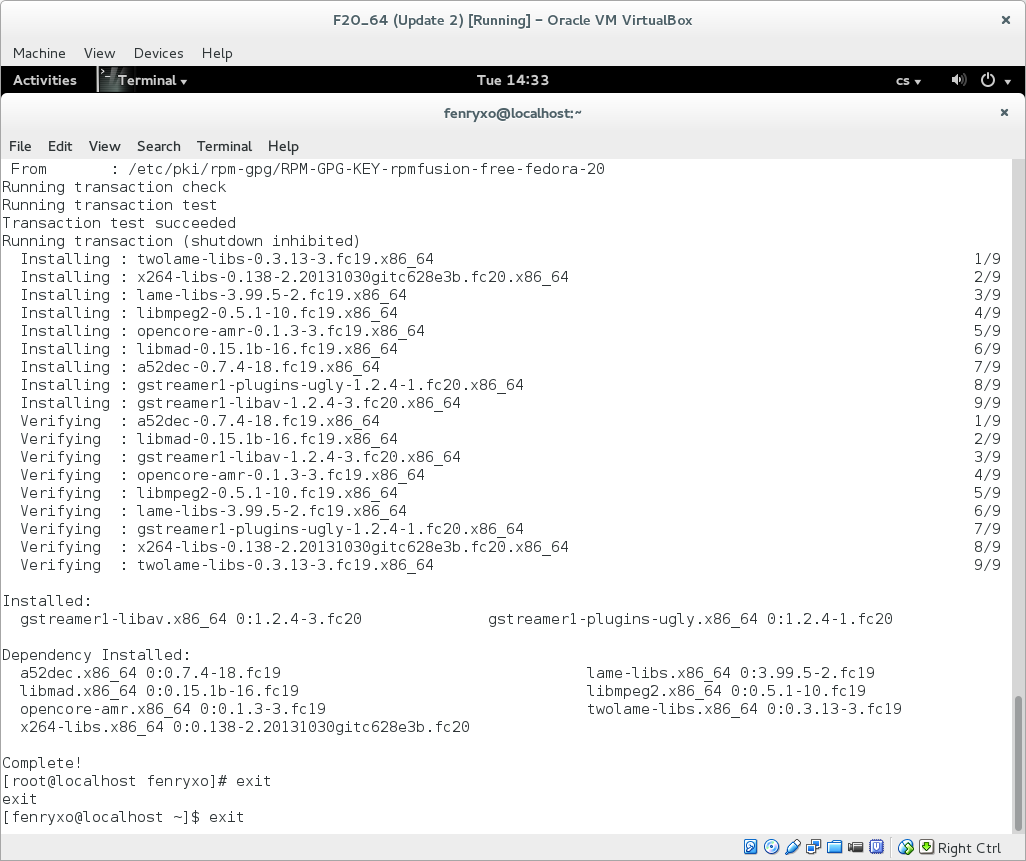 F20_64 (Update 2) [Running] – Oracle VM VirtualBox
Machine View Devices Help
Activities Terminal Tue 14:33 cs
fenryxo@localhost:~
File Edit View Search Terminal Help
From       : /etc/pki/rpm-gpg/RPM-GPG-KEY-rpmfusion-free-fedora-20
Running transaction check
Running transaction test
Transaction test succeeded
Running transaction (shutdown inhibited)
Installing : twolame-libs-0.3.13-3.fc19.x86_64 1/9
Installing : x264-libs-0.138-2.20131030gitc628e3b.fc20.x86_64 2/9
Installing : lame-libs-3.99.5-2.fc19.x86_64 3/9
Installing : libmpeg2-0.5.1-10.fc19.x86_64 4/9
Installing : opencore-amr-0.1.3-3.fc19.x86_64 5/9
Installing : libmad-0.15.1b-16.fc19.x86_64 6/9
Installing : a52dec-0.7.4-18.fc19.x86_64 7/9
Installing : gstreamer1-plugins-ugly-1.2.4-1.fc20.x86_64 8/9
Installing : gstreamer1-libav-1.2.4-3.fc20.x86_64 9/9
Verifying  : a52dec-0.7.4-18.fc19.x86_64 1/9
Verifying  : libmad-0.15.1b-16.fc19.x86_64 2/9
Verifying  : gstreamer1-libav-1.2.4-3.fc20.x86_64 3/9
Verifying  : opencore-amr-0.1.3-3.fc19.x86_64 4/9
Verifying  : libmpeg2-0.5.1-10.fc19.x86_64 5/9
Verifying  : lame-libs-3.99.5-2.fc19.x86_64 6/9
Verifying  : gstreamer1-plugins-ugly-1.2.4-1.fc20.x86_64 7/9
Verifying  : x264-libs-0.138-2.20131030gitc628e3b.fc20.x86_64 8/9
Verifying  : twolame-libs-0.3.13-3.fc19.x86_64 9/9
Installed:
gstreamer1-libav.x86_64 0:1.2.4-3.fc20 gstreamer1-plugins-ugly.x86_64 0:1.2.4-1.fc20
Dependency Installed:
a52dec.x86_64 0:0.7.4-18.fc19 lame-libs.x86_64 0:3.99.5-2.fc19
libmad.x86_64 0:0.15.1b-16.fc19 libmpeg2.x86_64 0:0.5.1-10.fc19
opencore-amr.x86_64 0:0.1.3-3.fc19 twolame-libs.x86_64 0:0.3.13-3.fc19
x264-libs.x86_64 0:0.138-2.20131030gitc628e3b.fc20
Complete!
[root@localhost fenryxo]# exit
exit
[fenryxo@localhost ~]$ exit
Right Ctrl